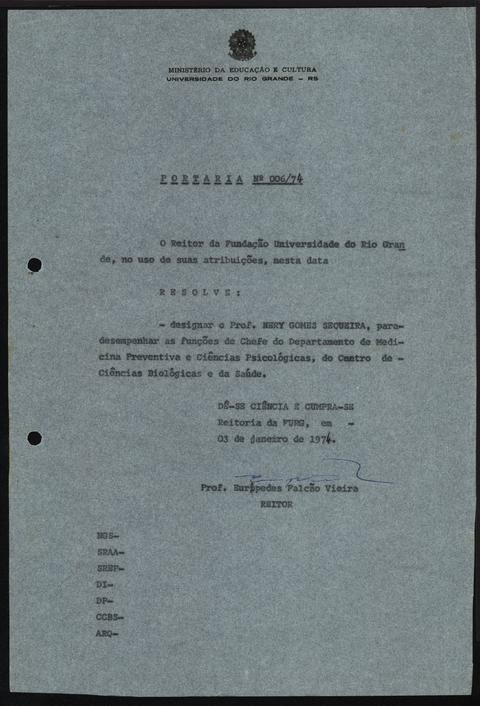 MINISTÉRIO DA EDUCAÇÃO E CULTURA
UNIVERSIDADE DO RIO GRANDE - RS
PORTARIA Nº 006/74
O Reitor da Fundação Universidade do Rio Gran
de, no uso de suas atribuições, nesta data
RESOLVE:
- designar o Prof. NERY GOMES SEQUEIRA, para-
desempenhar as funções de Chefe do Departamento de Medi-
cina Preventiva e Ciências Psicológicas, do Centro de -
Ciências Biológicas e da Saúde.
DÊ-SE CIÊNCIA E CUMPRA-SE
Reitoria da FURG, em -
03 de janeiro de 1974.
Prof. Eurípedes Falcão Vieira
REITOR
NGS-
SRAA-
SREP-
DI-
DP-
CCBS-
ARQ-